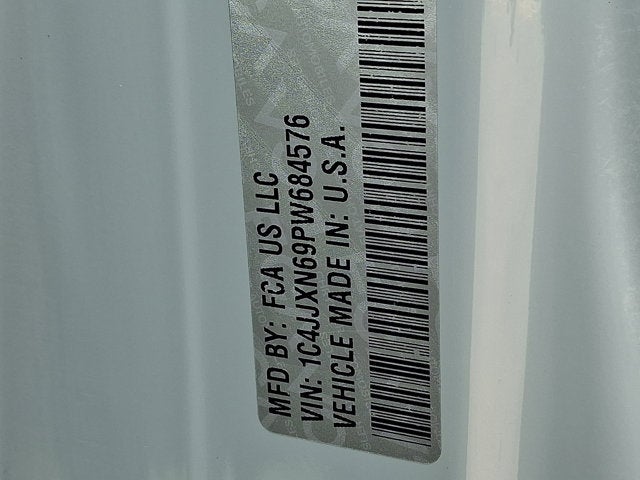 MFD BY: FCA US LLC
VIN: 1C4JJXN69PW684576
VEHICLE MADE IN: U.S.A.